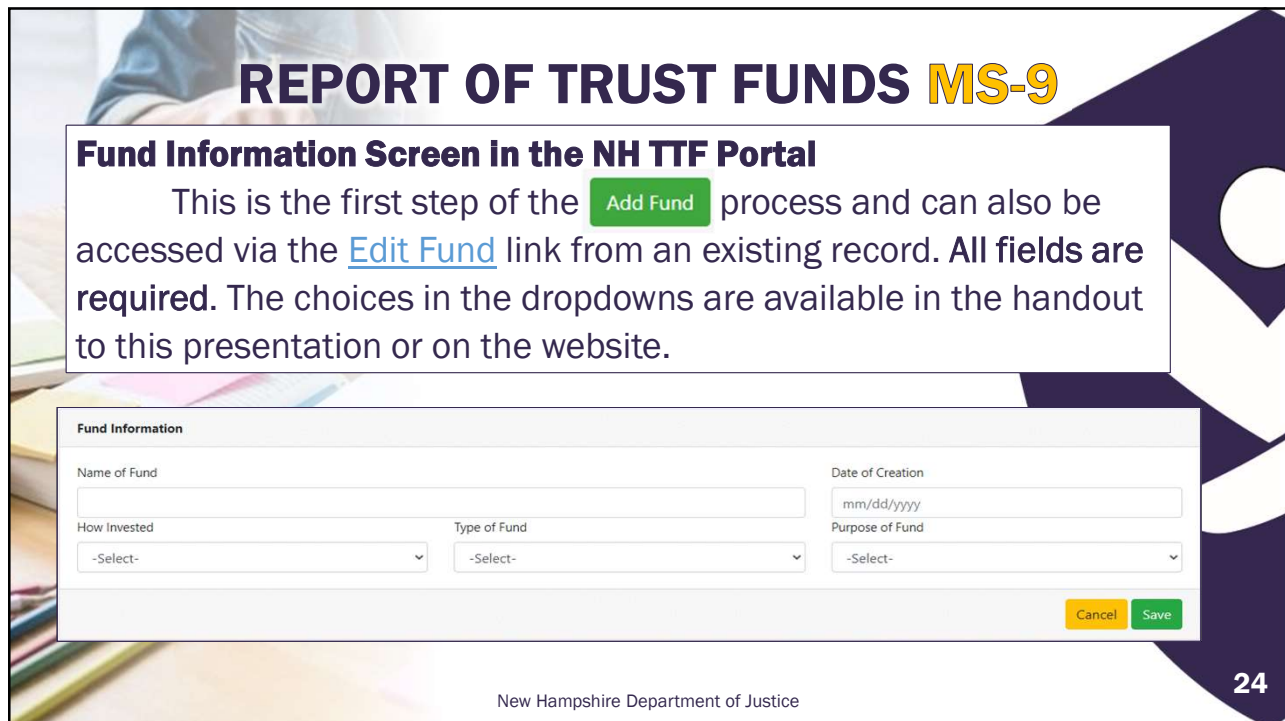 REPORT OF TRUST FUNDS MS-9
Fund Information Screen in the NH TTF Portal
This is the first step of the Add Fund process and can also be
accessed via the Edit Fund link from an existing record. All fields are
required. The choices in the dropdowns are available in the handout
to this presentation or on the website.
Fund Information
Name of Fund
Date of Creation
mm/dd/yyyy
How Invested
Type of Fund
Purpose of Fund
-Select-
-Select-
-Select-
Cancel
Save
New Hampshire Department of Justice
24